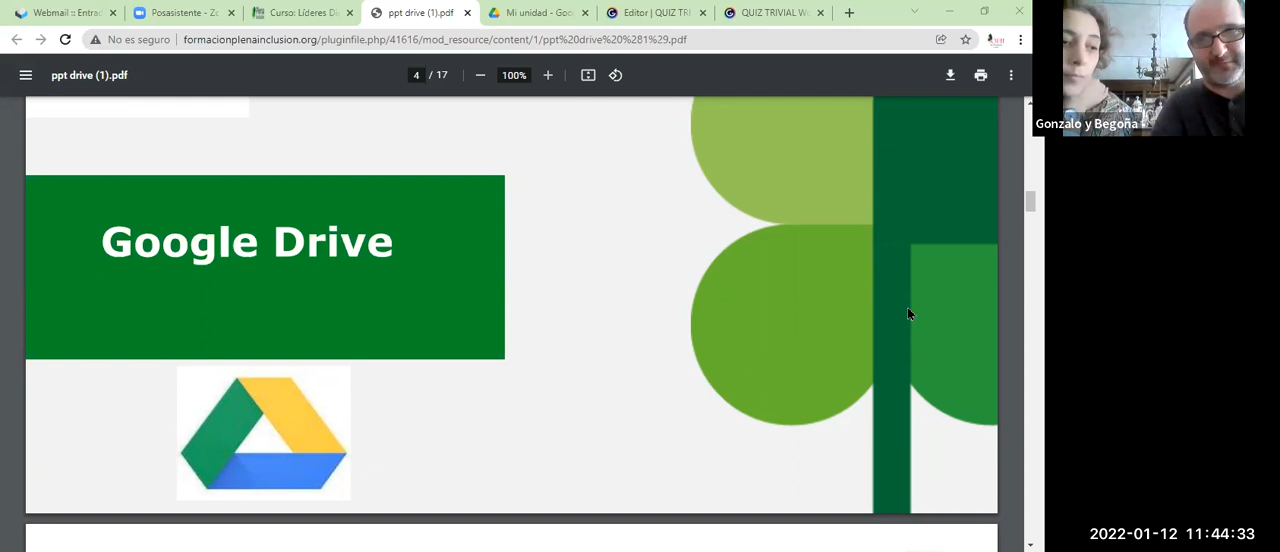 Webmail :: Entrad
Posasistente - Zo
Curso: Líderes Di
ppt drive (1).pdf
Mi unidad - Goo
Editor | QUIZ TRI
QUIZ TRIVIAL W
No es seguro
formacionplenainclusion.org/pluginfile.php/41616/mod_resource/content/1/ppt%20drive%20%281%29.pdf
ppt drive (1).pdf
4 / 17
100%
Gonzalo y Begoña
Google Drive
2022-01-12 11:44:33